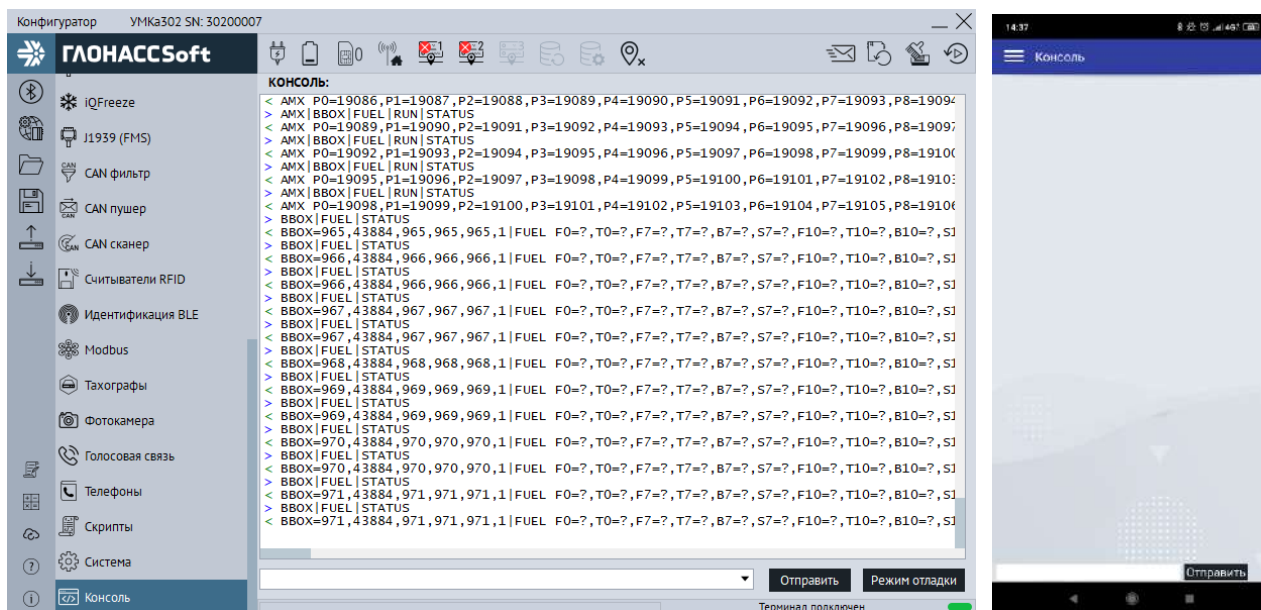 Конфигуратор УМКа302 SN: 30200007
ГЛОНАССSoft
0
1
2
iQFreeze
J1939 (FMS)
CAN фильтр
CAN пушер
CAN сканер
Считыватели RFID
Идентификация BLE
Modbus
Тахографы
Фотокамера
Голосовая связь
Телефоны
Скрипты
Система
Консоль
КОНСОЛЬ:
< AMX P0=19086,P1=19087,P2=19088,P3=19089,P4=19090,P5=19091,P6=19092,P7=19093,P8=19094
> AMX|BBOX|FUEL|RUN|STATUS
< AMX P0=19089,P1=19090,P2=19091,P3=19092,P4=19093,P5=19094,P6=19095,P7=19096,P8=19097
> AMX|BBOX|FUEL|RUN|STATUS
< AMX P0=19092,P1=19093,P2=19094,P3=19095,P4=19096,P5=19097,P6=19098,P7=19099,P8=19100
> AMX|BBOX|FUEL|RUN|STATUS
< AMX P0=19095,P1=19096,P2=19097,P3=19098,P4=19099,P5=19100,P6=19101,P7=19102,P8=19103
> AMX|BBOX|FUEL|RUN|STATUS
< AMX P0=19098,P1=19099,P2=19100,P3=19101,P4=19102,P5=19103,P6=19104,P7=19105,P8=19106
> BBOX|FUEL|STATUS
< BBOX=965,43884,965,965,965,1|FUEL F0=?,T0=?,F7=?,T7=?,B7=?,S7=?,F10=?,T10=?,B10=?,S1
> BBOX|FUEL|STATUS
< BBOX=966,43884,966,966,966,1|FUEL F0=?,T0=?,F7=?,T7=?,B7=?,S7=?,F10=?,T10=?,B10=?,S1
> BBOX|FUEL|STATUS
< BBOX=966,43884,966,966,966,1|FUEL F0=?,T0=?,F7=?,T7=?,B7=?,S7=?,F10=?,T10=?,B10=?,S1
> BBOX|FUEL|STATUS
< BBOX=967,43884,967,967,967,1|FUEL F0=?,T0=?,F7=?,T7=?,B7=?,S7=?,F10=?,T10=?,B10=?,S1
> BBOX|FUEL|STATUS
< BBOX=967,43884,967,967,967,1|FUEL F0=?,T0=?,F7=?,T7=?,B7=?,S7=?,F10=?,T10=?,B10=?,S1
> BBOX|FUEL|STATUS
< BBOX=968,43884,968,968,968,1|FUEL F0=?,T0=?,F7=?,T7=?,B7=?,S7=?,F10=?,T10=?,B10=?,S1
> BBOX|FUEL|STATUS
< BBOX=969,43884,969,969,969,1|FUEL F0=?,T0=?,F7=?,T7=?,B7=?,S7=?,F10=?,T10=?,B10=?,S1
> BBOX|FUEL|STATUS
< BBOX=969,43884,969,969,969,1|FUEL F0=?,T0=?,F7=?,T7=?,B7=?,S7=?,F10=?,T10=?,B10=?,S1
> BBOX|FUEL|STATUS
< BBOX=970,43884,970,970,970,1|FUEL F0=?,T0=?,F7=?,T7=?,B7=?,S7=?,F10=?,T10=?,B10=?,S1
> BBOX|FUEL|STATUS
< BBOX=970,43884,970,970,970,1|FUEL F0=?,T0=?,F7=?,T7=?,B7=?,S7=?,F10=?,T10=?,B10=?,S1
> BBOX|FUEL|STATUS
< BBOX=971,43884,971,971,971,1|FUEL F0=?,T0=?,F7=?,T7=?,B7=?,S7=?,F10=?,T10=?,B10=?,S1
> BBOX|FUEL|STATUS
< BBOX=971,43884,971,971,971,1|FUEL F0=?,T0=?,F7=?,T7=?,B7=?,S7=?,F10=?,T10=?,B10=?,S1
Отправить Режим отладки
Терминал подключен
14:37
Консоль
Отправить